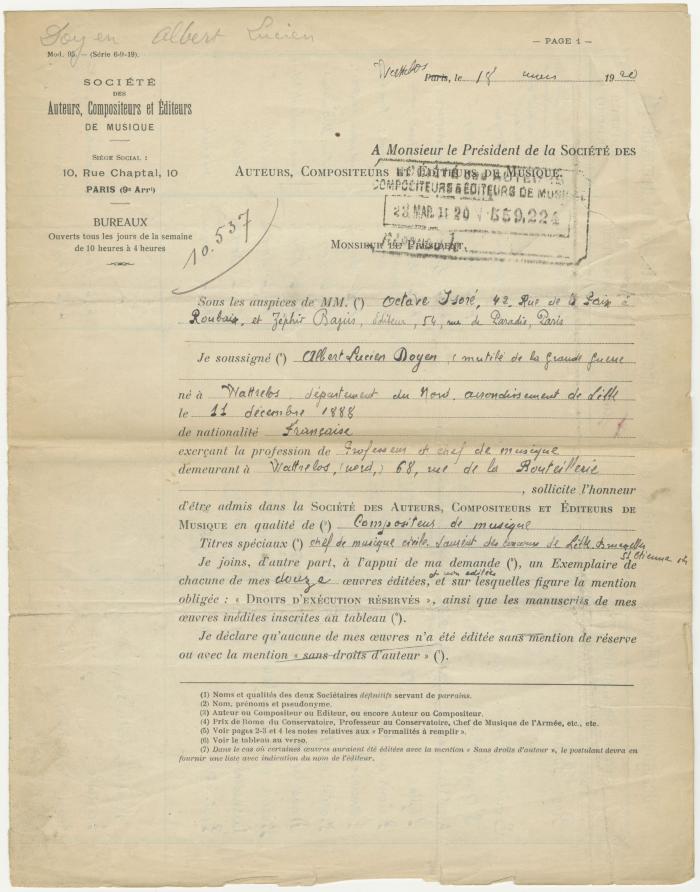 Doyen Albert Lucien
Mod. 95. — (Série 6-9-19).
— PAGE 1 —
SOCIÉTÉ
DES
Auteurs, Compositeurs et Éditeurs
DE MUSIQUE
SIÈGE SOCIAL :
10, Rue Chaptal, 10
PARIS (9e Arrt)
BUREAUX
Ouverts tous les jours de la semaine
de 10 heures à 4 heures
10.537
Wattrelos Paris, le 18 mars 1920
A Monsieur le Président de la SOCIÉTÉ DES
AUTEURS, COMPOSITEURS ET ÉDITEURS DE MUSIQUE.
COMPOSITEURS & ÉDITEURS DE MUSIQUE
23 MAR. 1920 559,224
MONSIEUR LE PRÉSIDENT,
Sous les auspices de MM. (1) Octave Isoré, 42, Rue de la Paix à
Roubaix, et Zéphir Bajus, Éditeur, 54, rue de Paradis, Paris
Je soussigné (2) Albert Lucien Doyen, (mutilé de la Grande Guerre
né à Wattrelos, département du Nord, arrondissement de Lille
le 11 décembre 1888
de nationalité Française
exerçant la profession de Professeur et chef de musique
demeurant à Wattrelos, (nord,) 68, rue de la Bouteillerie
, sollicite l'honneur
d'être admis dans la SOCIÉTÉ DES AUTEURS, COMPOSITEURS ET ÉDITEURS DE
MUSIQUE en qualité de (3) Compositeur de musique
Titres spéciaux (4) chef de musique civile. Lauréat des concours de Lille, Bruxelles
St Etienne etc
Je joins, d'autre part, à l'appui de ma demande (5), un Exemplaire de
et non éditées
chacune de mes douze œuvres éditées, et sur lesquelles figure la mention
obligée : « DROITS D'EXÉCUTION RÉSERVÉS », ainsi que les manuscrits de mes
œuvres inédites inscrites au tableau (6).
Je déclare qu'aucune de mes œuvres n'a été éditée sans mention de réserve
ou avec la mention « sans droits d'auteur » (7).
(1) Noms et qualités des deux Sociétaires définitifs servant de parrains.
(2) Nom, prénoms et pseudonyme.
(3) Auteur ou Compositeur ou Editeur, ou encore Auteur ou Compositeur.
(4) Prix de Rome du Conservatoire, Professeur au Conservatoire, Chef de Musique de l'Armée, etc., etc.
(5) Voir pages 2-3 et 4 les notes relatives aux « Formalités à remplir ».
(6) Voir le tableau au verso.
(7) Dans le cas où certaines œuvres auraient été éditées avec la mention « Sans droits d'auteur », le postulant devra en
fournir une liste avec indication du nom de l'éditeur.